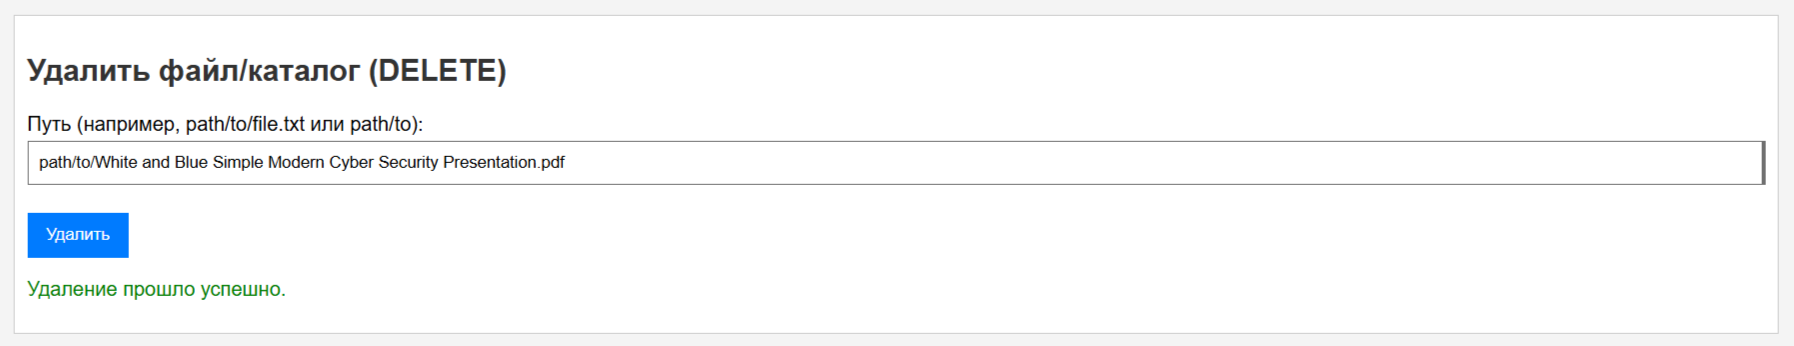 Удалить файл/каталог (DELETE)
Путь (например, path/to/file.txt или path/to):
path/to/White and Blue Simple Modern Cyber Security Presentation.pdf
Удалить
Удаление прошло успешно.